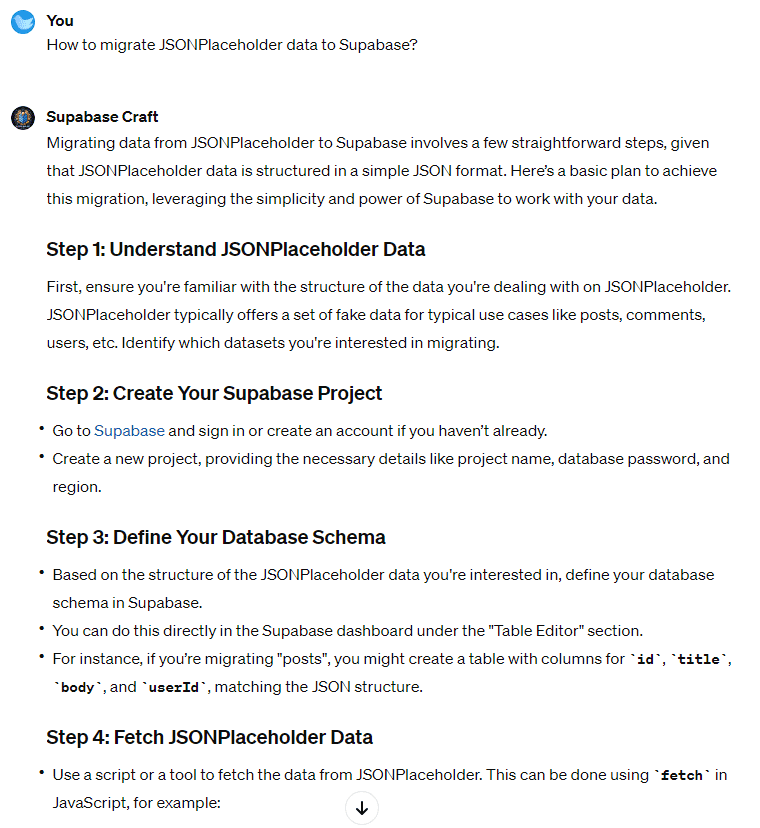 You
How to migrate JSONPlaceholder data to Supabase?
Supabase Craft
Migrating data from JSONPlaceholder to Supabase involves a few straightforward steps, given
that JSONPlaceholder data is structured in a simple JSON format. Here’s a basic plan to achieve
this migration, leveraging the simplicity and power of Supabase to work with your data.
Step 1: Understand JSONPlaceholder Data
First, ensure you're familiar with the structure of the data you're dealing with on JSONPlaceholder.
JSONPlaceholder typically offers a set of fake data for typical use cases like posts, comments,
users, etc. Identify which datasets you're interested in migrating.
Step 2: Create Your Supabase Project
• Go to Supabase and sign in or create an account if you haven’t already.
• Create a new project, providing the necessary details like project name, database password, and
region.
Step 3: Define Your Database Schema
• Based on the structure of the JSONPlaceholder data you're interested in, define your database
schema in Supabase.
• You can do this directly in the Supabase dashboard under the "Table Editor" section.
• For instance, if you’re migrating "posts", you might create a table with columns for `id`, `title`,
`body`, and `userId`, matching the JSON structure.
Step 4: Fetch JSONPlaceholder Data
• Use a script or a tool to fetch the data from JSONPlaceholder. This can be done using `fetch` in
JavaScript, for example: